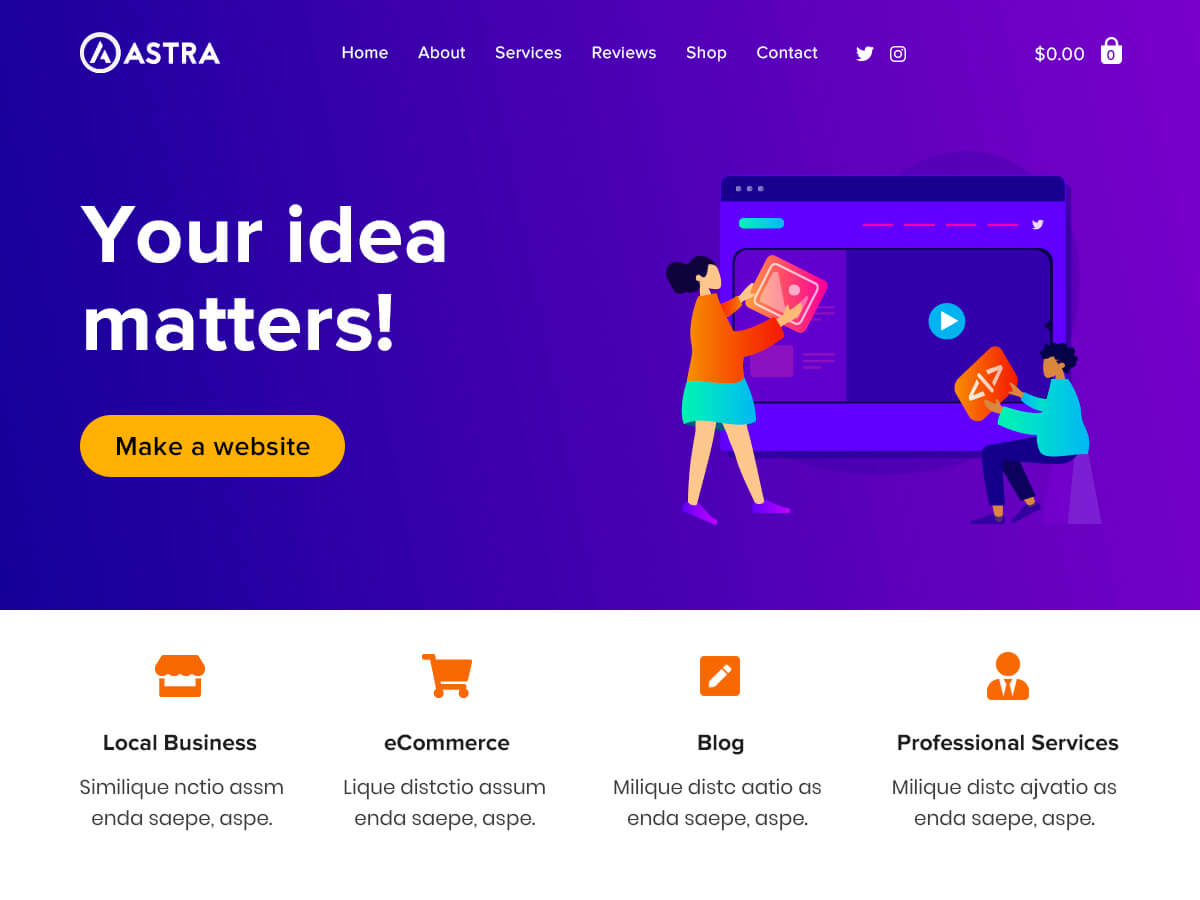 ASTRA
Home About Services Reviews Shop Contact $0.00 0
Your idea
matters!
Make a website
</>
Local Business eCommerce Blog Professional Services
Similique nctio assm Lique distctio assum Milique distc aatio as Milique distc ajvatio as
enda saepe, aspe. enda saepe, aspe. enda saepe, aspe. enda saepe, aspe.